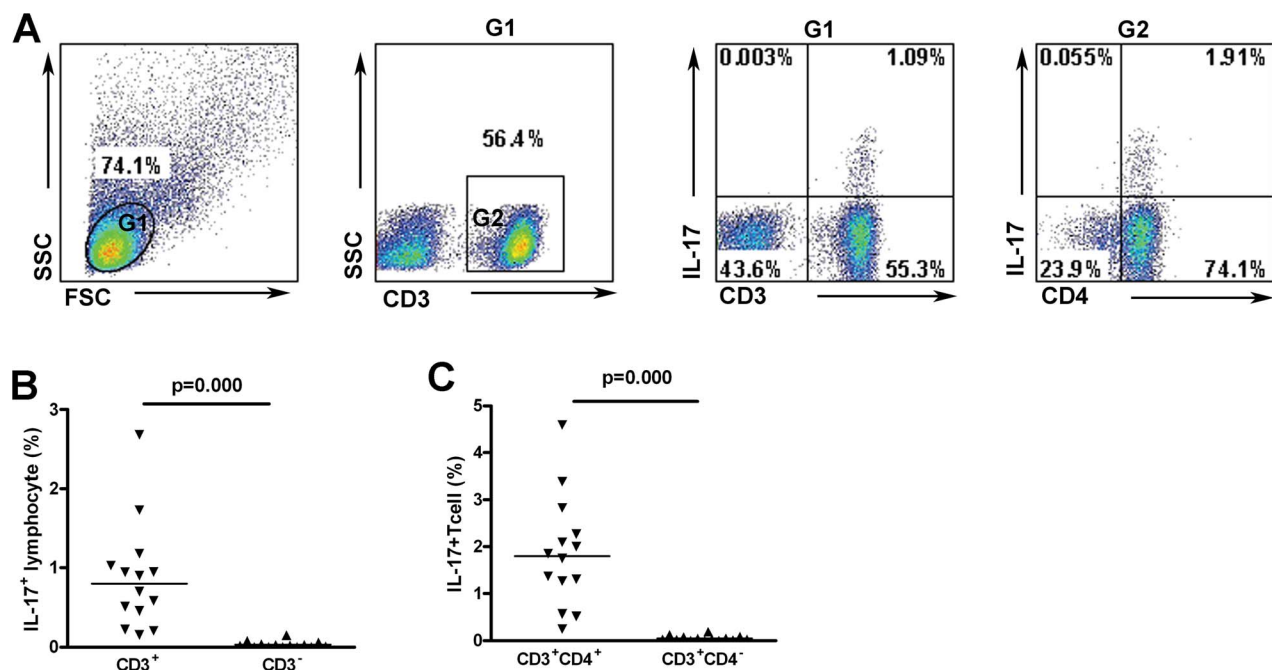 A
G1
G1
G2
SSC
74.1%
G1
FSC
SSC
56.4%
G2
CD3
IL-17
0.003%
1.09%
43.6%
55.3%
CD3
IL-17
0.055%
1.91%
23.9%
74.1%
CD4
B
p=0.000
IL-17⁺ lymphocyte (%)
3
2
1
0
CD3⁺
CD3⁻
C
p=0.000
IL-17+Tcell (%)
5
4
3
2
1
0
CD3⁺CD4⁺
CD3⁺CD4⁻